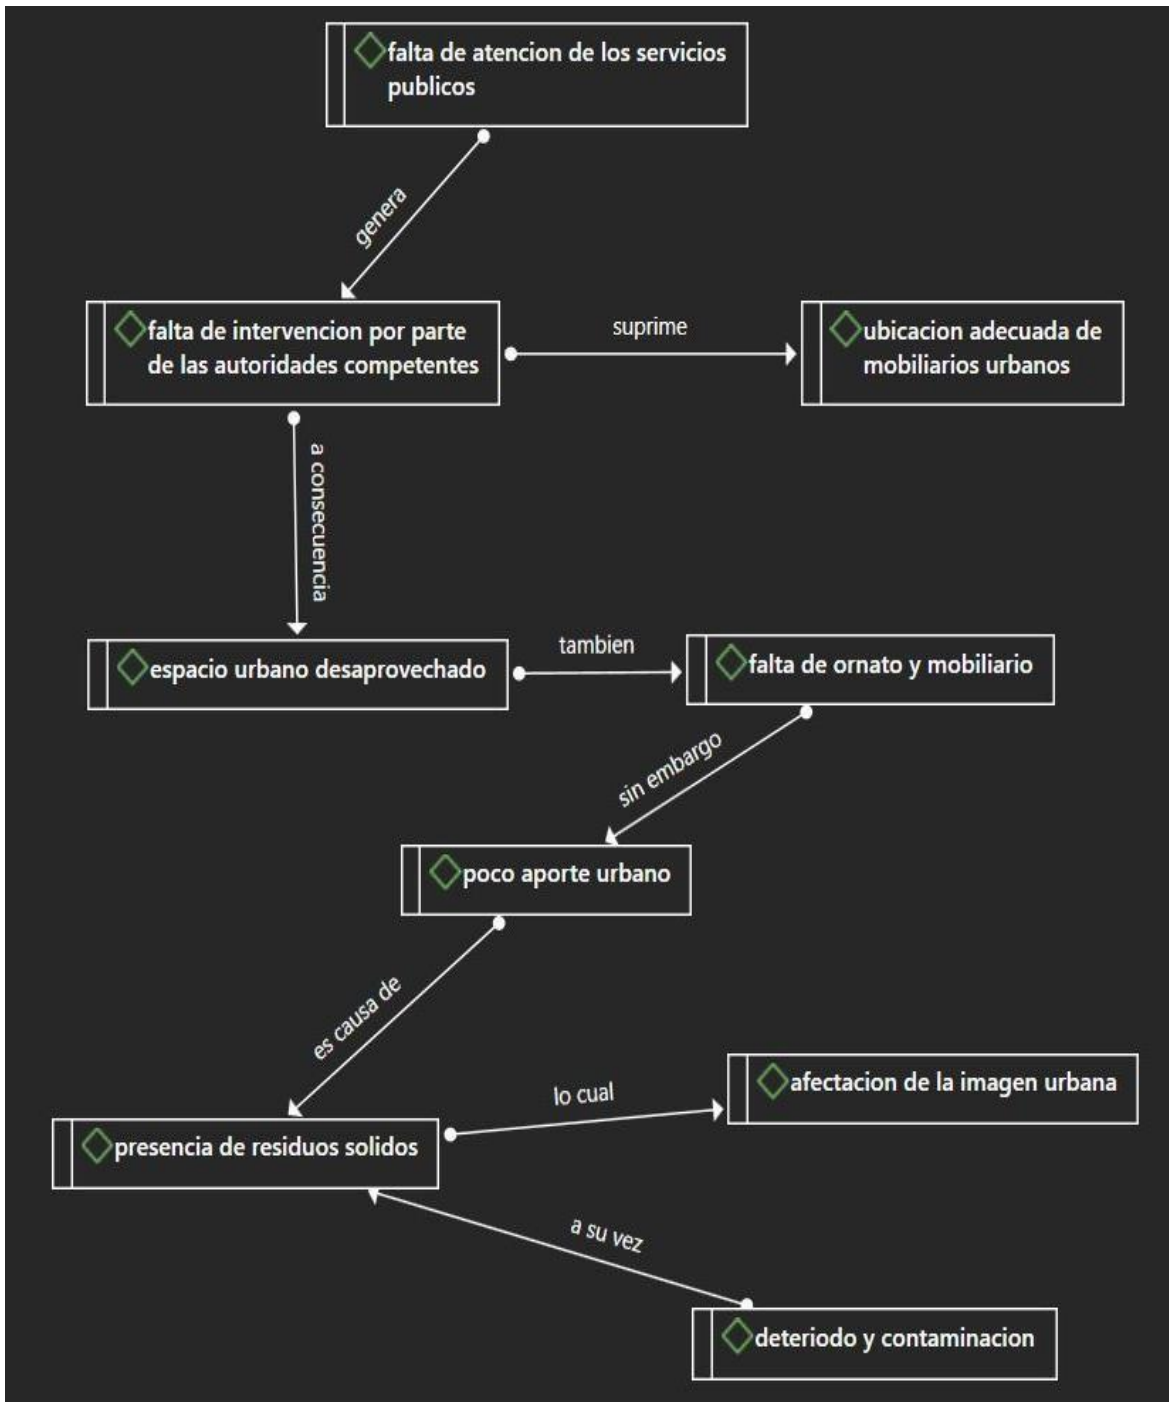 falta de atencion de los servicios
publicos
genera
falta de intervencion por parte
de las autoridades competentes
suprime
ubicacion adecuada de
mobiliarios urbanos
a consecuencia
espacio urbano desaprovechado
tambien
falta de ornato y mobiliario
sin embargo
poco aporte urbano
es causa de
presencia de residuos solidos
lo cual
afectacion de la imagen urbana
a su vez
deteriodo y contaminacion